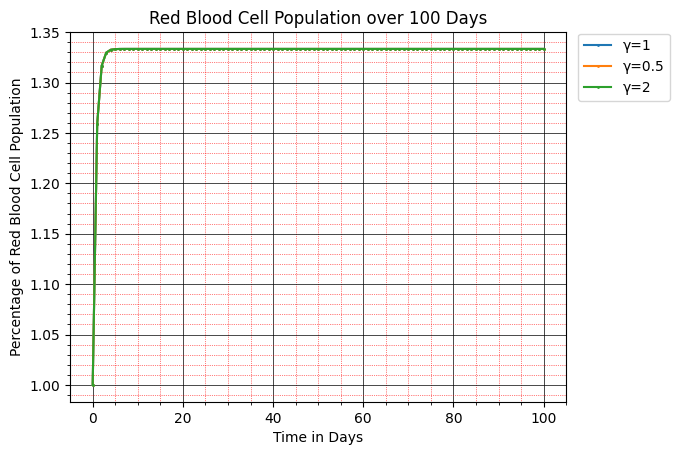 Red Blood Cell Population over 100 Days
γ=1
γ=0.5
γ=2
Percentage of Red Blood Cell Population
1.35
1.30
1.25
1.20
1.15
1.10
1.05
1.00
0 20 40 60 80 100
Time in Days